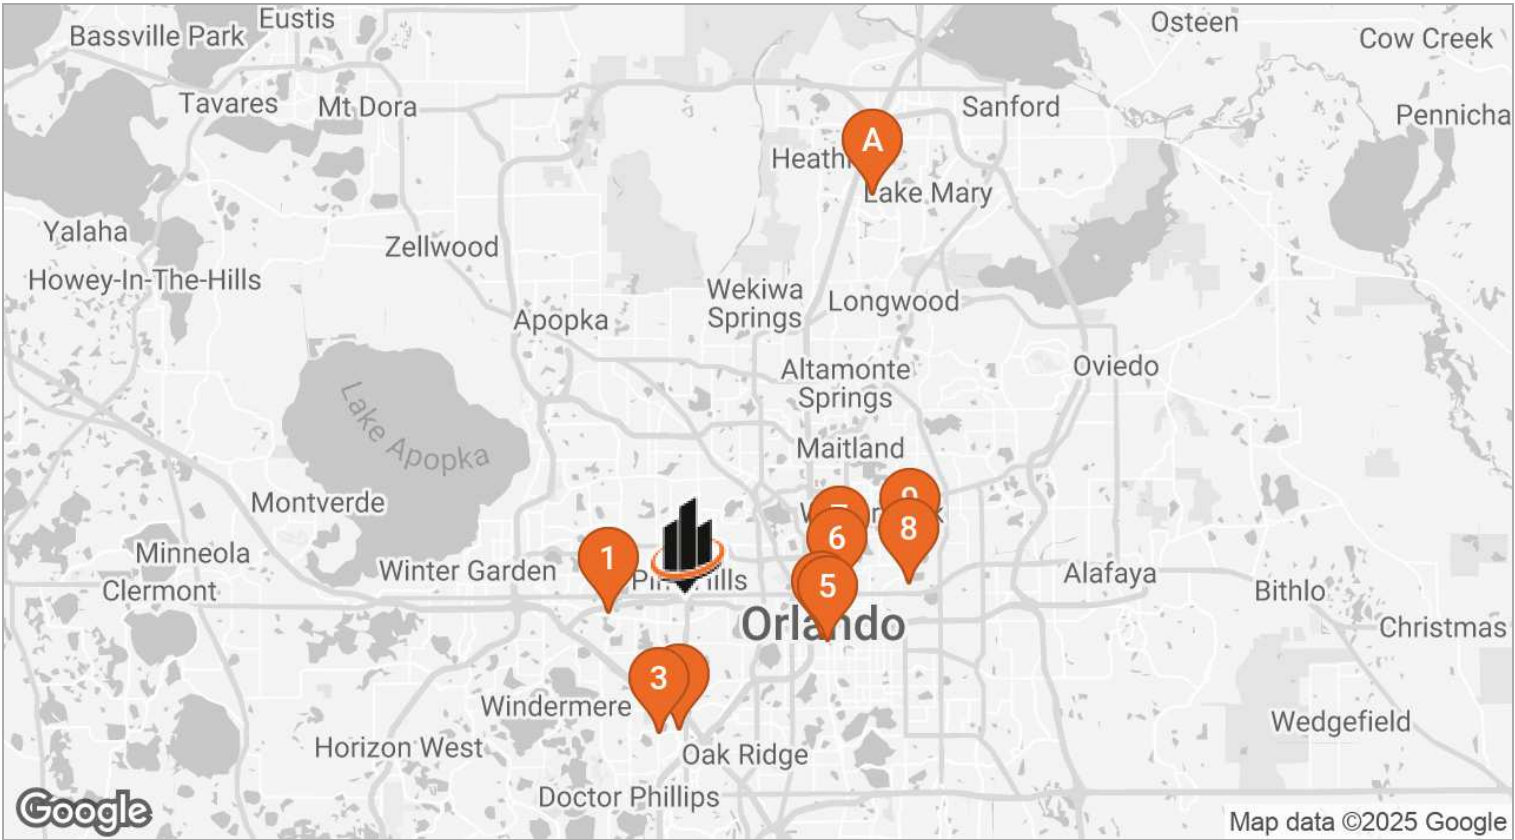 Eustis
Osteen
Bassville Park
Cow Creek
Tavares
Mt Dora
Sanford
Pennicha
A
Heath
Lake Mary
Yalaha
Zellwood
Howey-In-The-Hills
Wekiwa
Springs
Longwood
Apopka
Altamonte
Springs
Oviedo
Lake Apopka
Maitland
Montverde
W
k
6
8
1
Minneola
Winter Garden
Hills
Alafaya
Clermont
5
Bithlo
Orlando
Christmas
3
Windermere
Wedgefield
Horizon West
Oak Ridge
Doctor Phillips
Google
Map data ©2025 Google